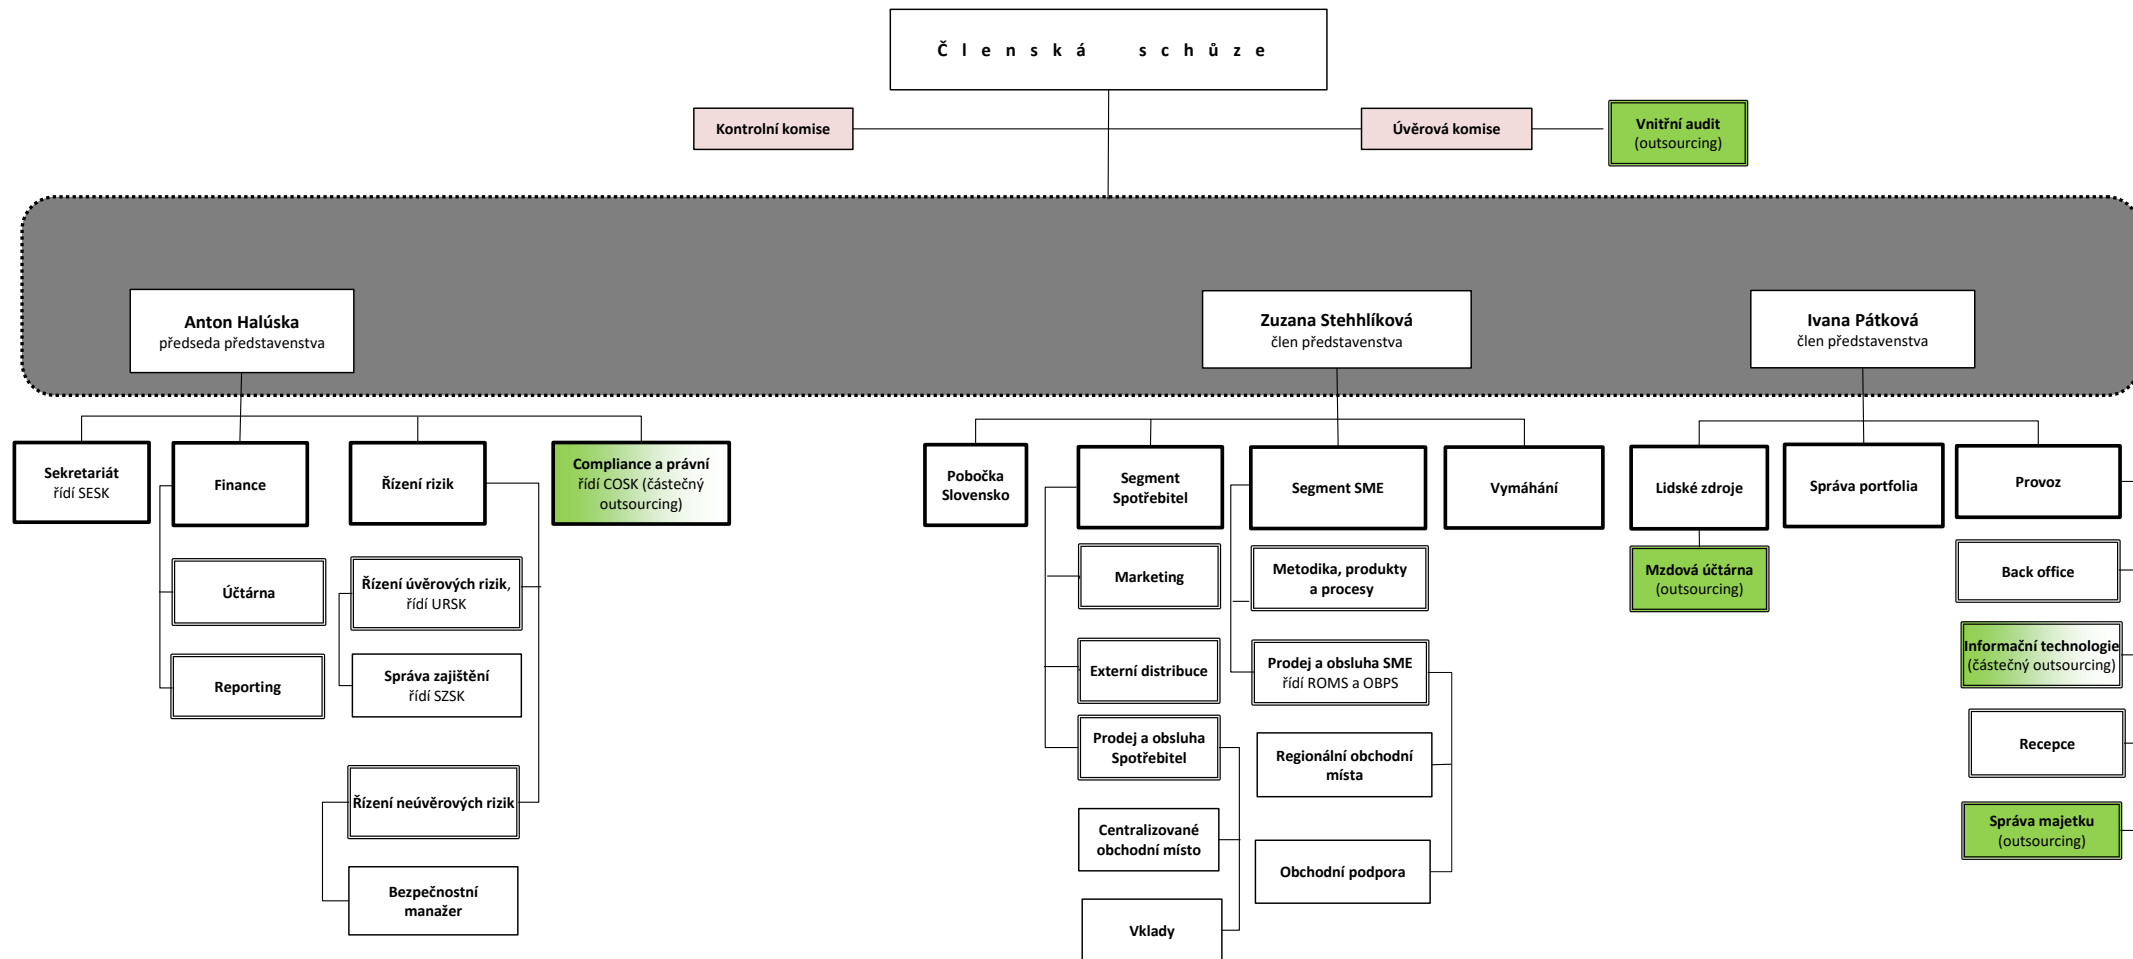 Členská schůze
Kontrolní komise
Úvěrová komise
Vnitřní audit
(outsourcing)
Anton Halúska
předseda představenstva
Zuzana Stehhlíková
člen představenstva
Ivana Pátková
člen představenstva
Sekretariát
řídí SESK
Finance
Řízení rizik
Compliance a právní
řídí COSK (částečný
outsourcing)
Pobočka
Slovensko
Segment
Spotřebitel
Segment SME
Vymáhání
Lidské zdroje
Správa portfolia
Provoz
Účtárna
Reporting
Řízení úvěrových rizik,
řídí URSK
Správa zajištění
řídí SZSK
Řízení neúvěrových rizik
Bezpečnostní
manažer
Marketing
Externí distribuce
Prodej a obsluha
Spotřebitel
Centralizované
obchodní místo
Vklady
Metodika, produkty
a procesy
Prodej a obsluha SME
řídí ROMS a OBPS
Regionální obchodní
místa
Obchodní podpora
Mzdová účtárna
(outsourcing)
Back office
Informační technologie
(částečný outsourcing)
Recepce
Správa majetku
(outsourcing)